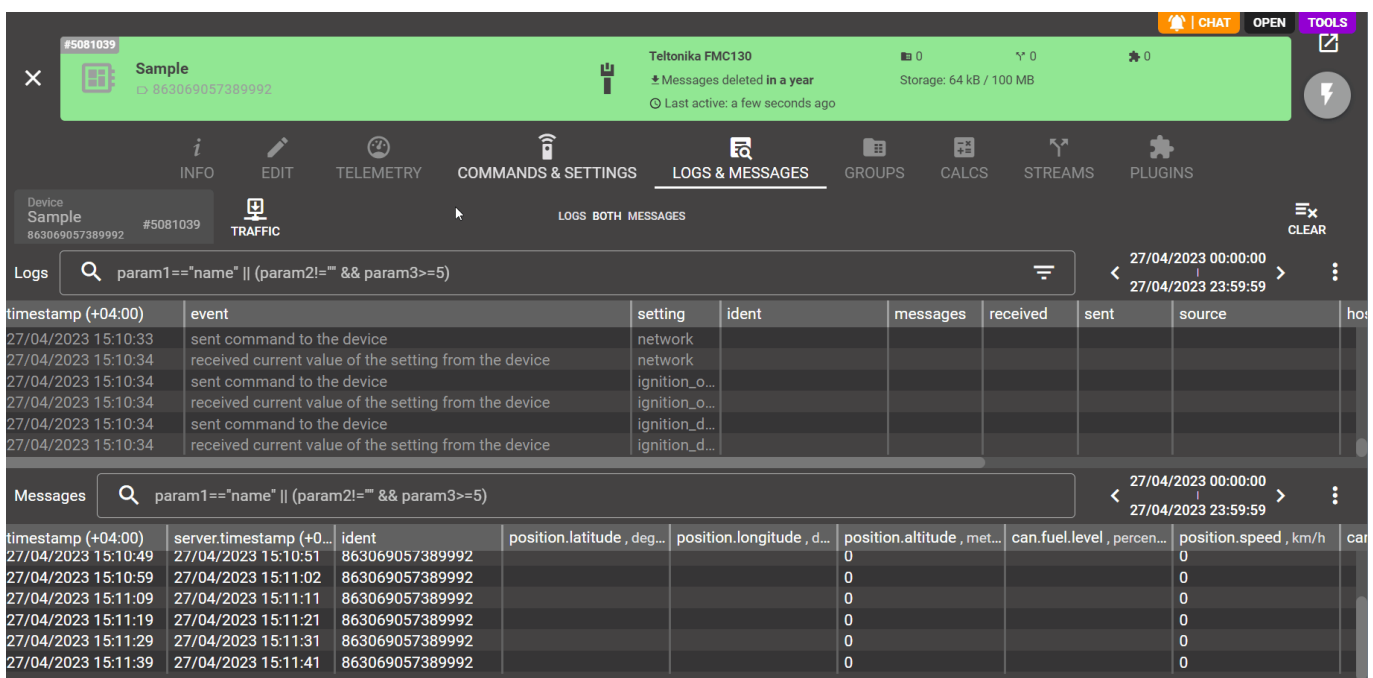 CHAT OPEN TOOLS
#5081039
Sample
863069057389992
Teltonika FMC130
Messages deleted in a year
Last active: a few seconds ago
0 0 0
Storage: 64 kB / 100 MB
INFO EDIT TELEMETRY COMMANDS & SETTINGS LOGS & MESSAGES GROUPS CALCS STREAMS PLUGINS
Device
Sample
863069057389992
#5081039
TRAFFIC
LOGS BOTH MESSAGES
CLEAR
Logs
param1=="name" || (param2!="" && param3>=5)
27/04/2023 00:00:00
27/04/2023 23:59:59
timestamp (+04:00) event setting ident messages received sent source hos
27/04/2023 15:10:33 sent command to the device network
27/04/2023 15:10:34 received current value of the setting from the device network
27/04/2023 15:10:34 sent command to the device ignition_o...
27/04/2023 15:10:34 received current value of the setting from the device ignition_o...
27/04/2023 15:10:34 sent command to the device ignition_d...
27/04/2023 15:10:34 received current value of the setting from the device ignition_d...
Messages
param1=="name" || (param2!="" && param3>=5)
27/04/2023 00:00:00
27/04/2023 23:59:59
timestamp (+04:00) server.timestamp (+0... ident position.latitude , deg... position.longitude , d... position.altitude , met... can.fuel.level , percen... position.speed , km/h car
27/04/2023 15:10:49 27/04/2023 15:10:51 863069057389992 0 0
27/04/2023 15:10:59 27/04/2023 15:11:02 863069057389992 0 0
27/04/2023 15:11:09 27/04/2023 15:11:11 863069057389992 0 0
27/04/2023 15:11:19 27/04/2023 15:11:21 863069057389992 0 0
27/04/2023 15:11:29 27/04/2023 15:11:31 863069057389992 0 0
27/04/2023 15:11:39 27/04/2023 15:11:41 863069057389992 0 0